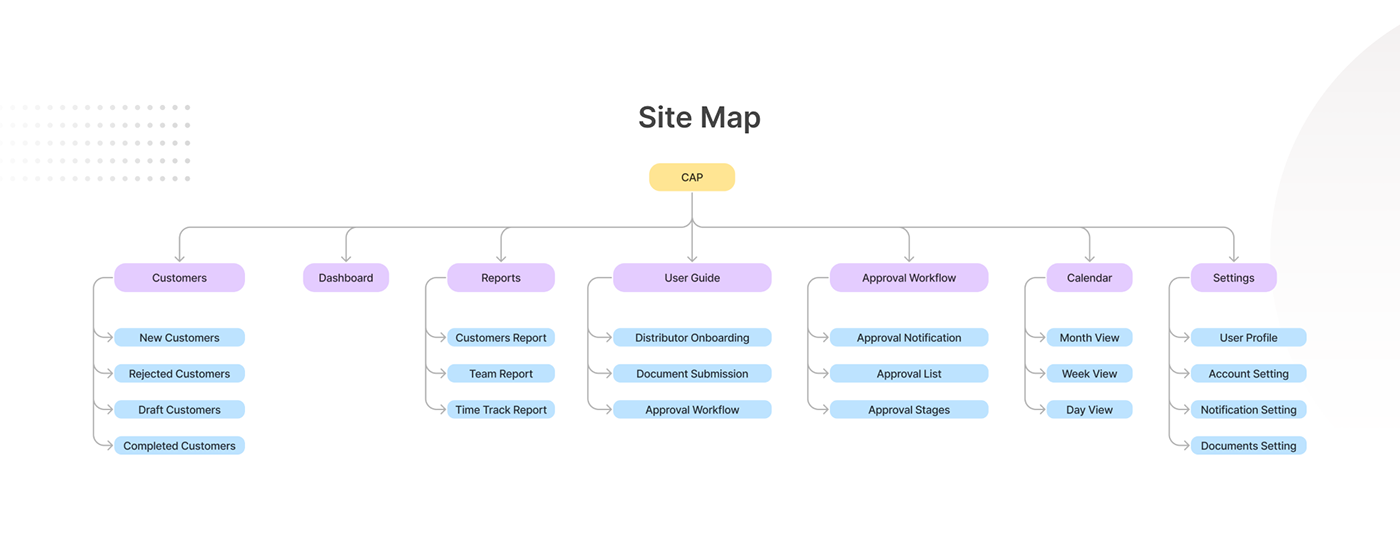 Site Map
CAP
Customers
New Customers
Rejected Customers
Draft Customers
Completed Customers
Dashboard
Reports
Customers Report
Team Report
Time Track Report
User Guide
Distributor Onboarding
Document Submission
Approval Workflow
Approval Workflow
Approval Notification
Approval List
Approval Stages
Calendar
Month View
Week View
Day View
Settings
User Profile
Account Setting
Notification Setting
Documents Setting